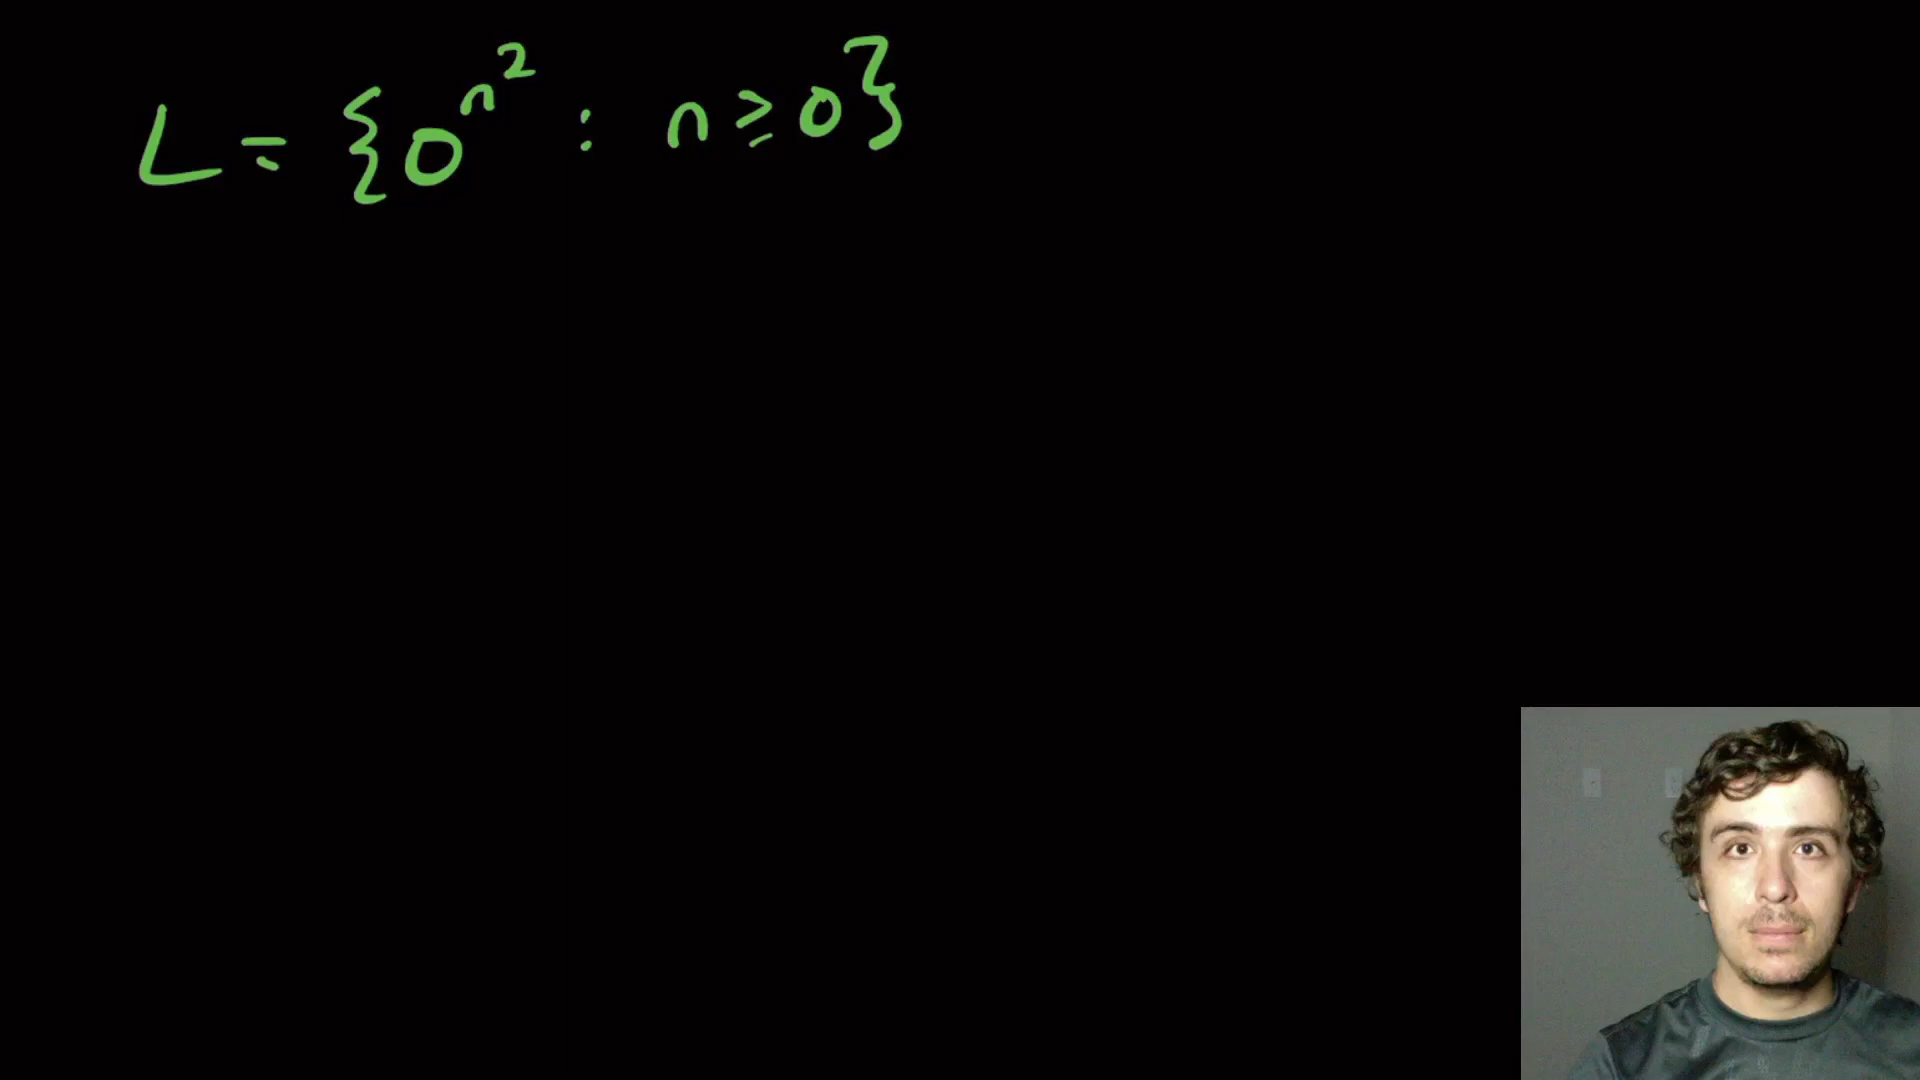 L = {0^{n^2} : n ≥ 0}